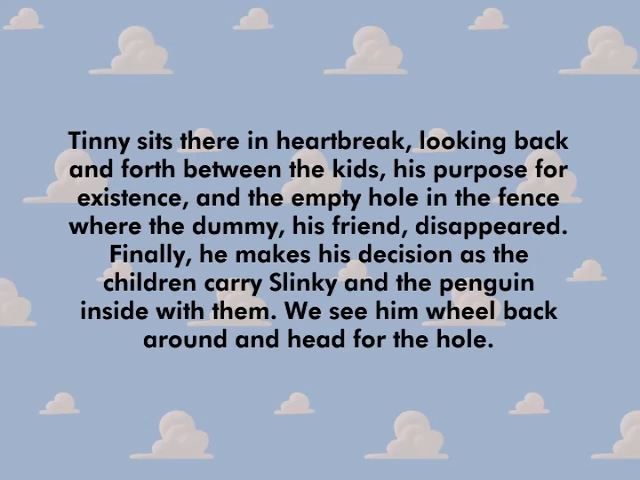 Tinny sits there in heartbreak, looking back
and forth between the kids, his purpose for
existence, and the empty hole in the fence
where the dummy, his friend, disappeared.
Finally, he makes his decision as the
children carry Slinky and the penguin
inside with them. We see him wheel back
around and head for the hole.